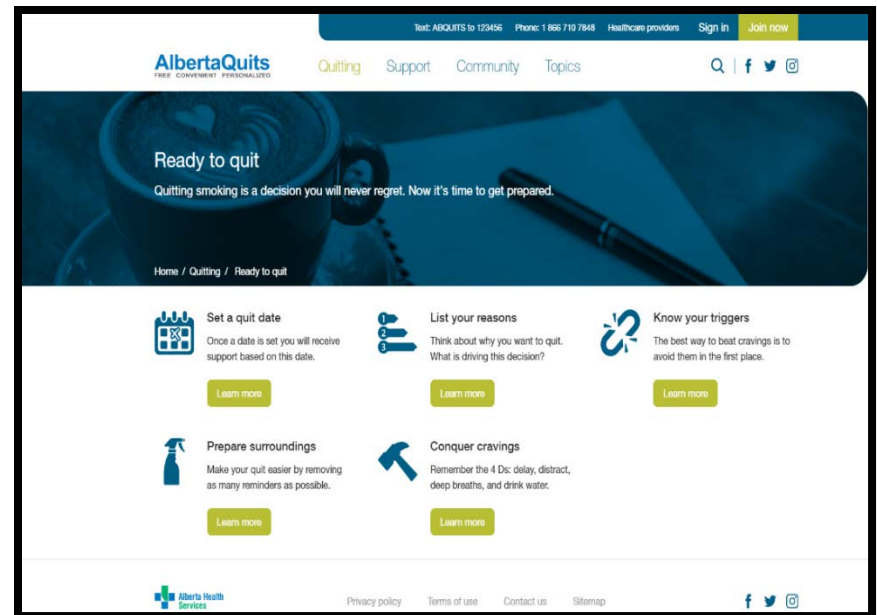 Text: ABQUITS to 123456 Phone: 1 866 710 7848 Healthcare providers Sign in Join now
AlbertaQuits
FREE CONVENIENT PERSONALIZED
Quitting Support Community Topics
Ready to quit
Quitting smoking is a decision you will never regret. Now it's time to get prepared.
Home / Quitting / Ready to quit
Set a quit date
Once a date is set you will receive
support based on this date.
Learn more
1
2
3
List your reasons
Think about why you want to quit.
What is driving this decision?
Learn more
Know your triggers
The best way to beat cravings is to
avoid them in the first place.
Learn more
Prepare surroundings
Make your quit easier by removing
as many reminders as possible.
Learn more
Conquer cravings
Remember the 4 Ds: delay, distract,
deep breaths, and drink water.
Learn more
Alberta Health
Services
Privacy policy Terms of use Contact us Sitemap